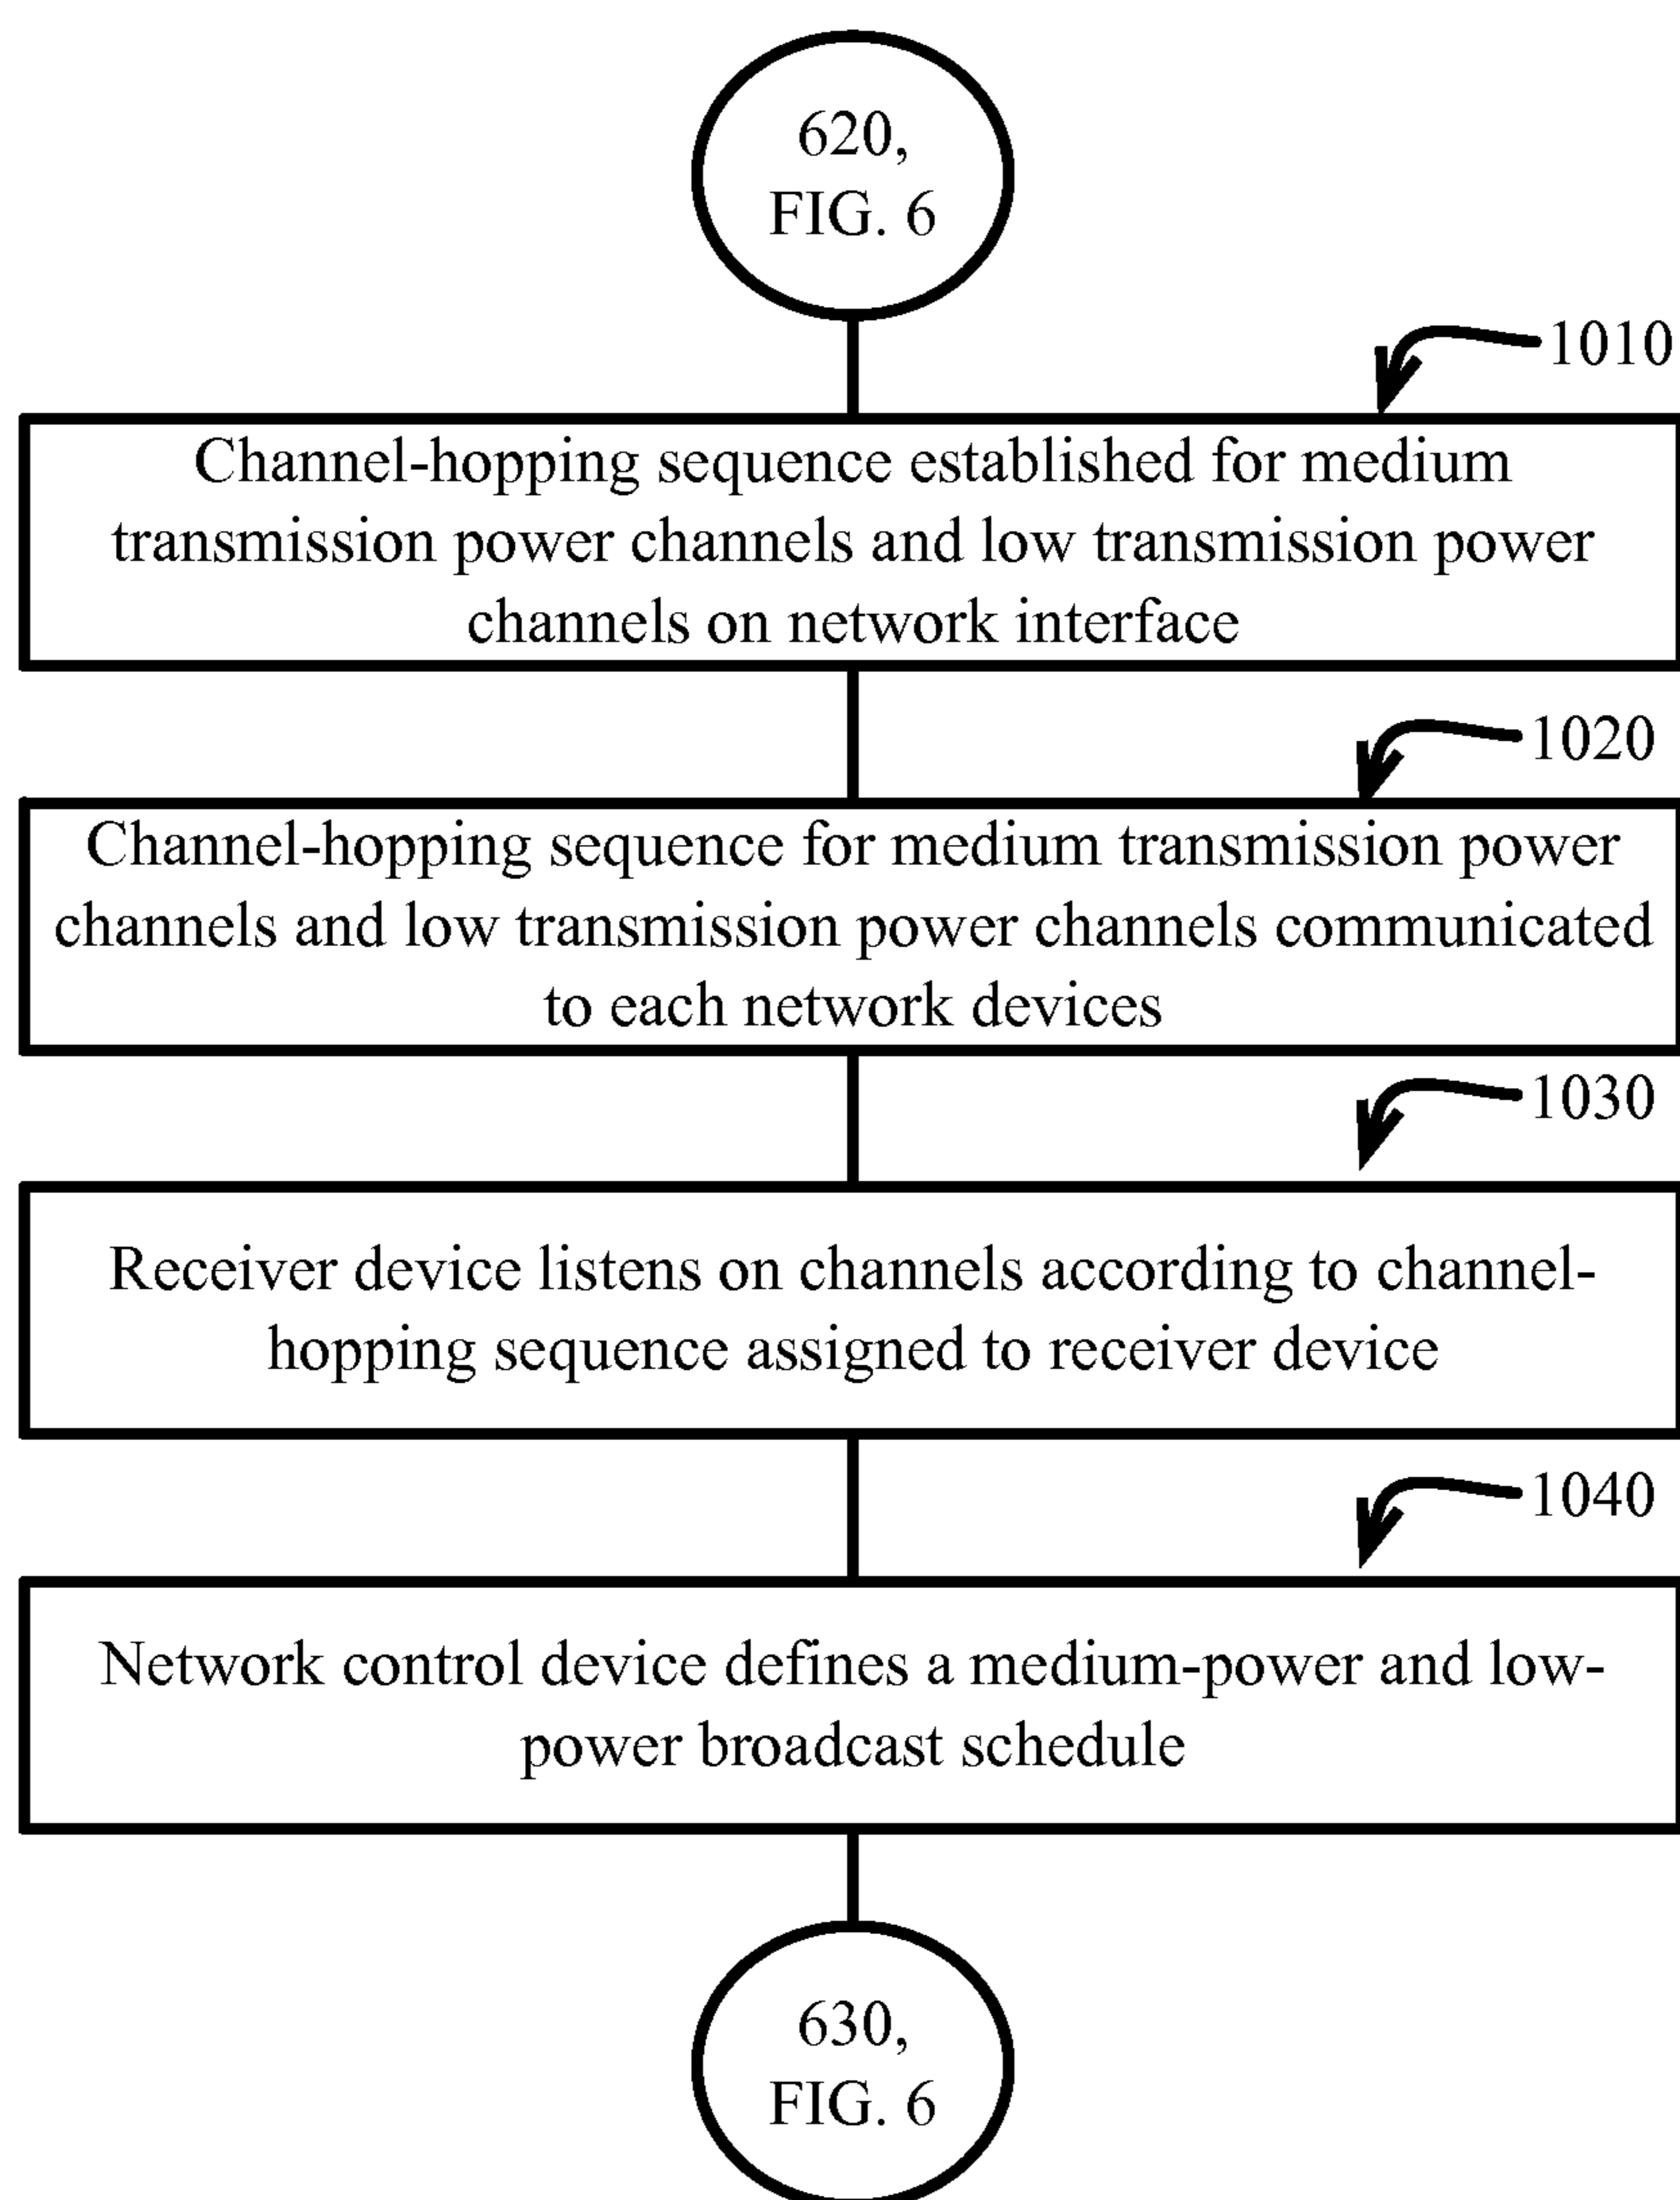 620,
FIG. 6
1010
Channel-hopping sequence established for medium
transmission power channels and low transmission power
channels on network interface
1020
Channel-hopping sequence for medium transmission power
channels and low transmission power channels communicated
to each network devices
1030
Receiver device listens on channels according to channel-
hopping sequence assigned to receiver device
1040
Network control device defines a medium-power and low-
power broadcast schedule
630,
FIG. 6